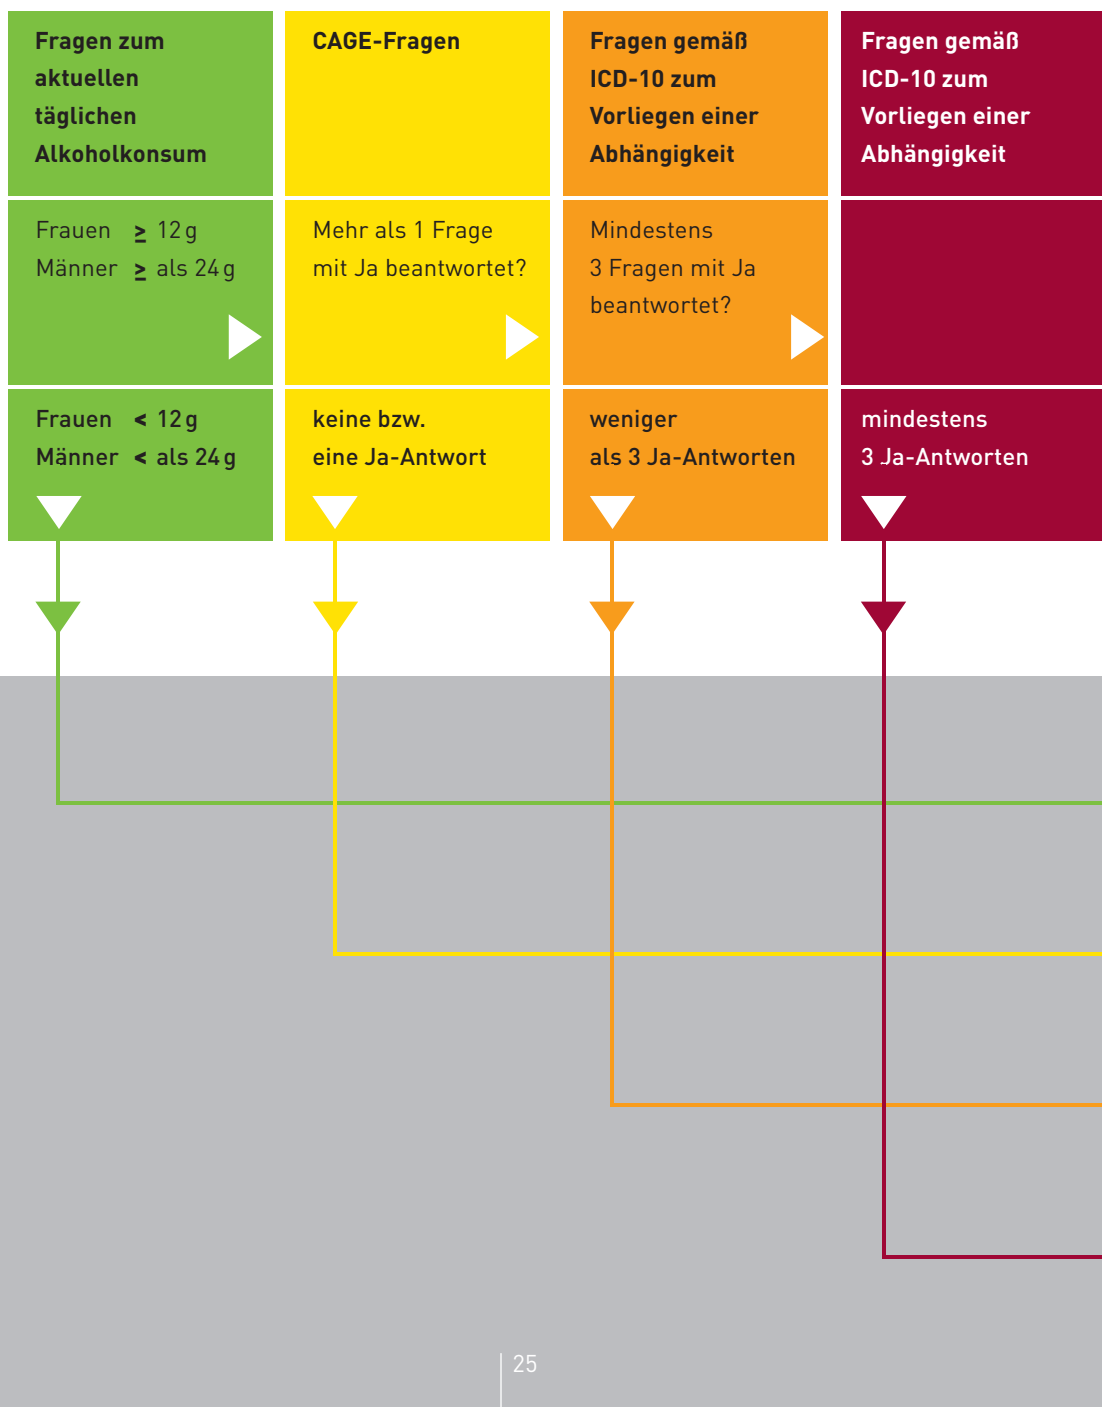 Fragen zum
aktuellen
täglichen
Alkoholkonsum
Frauen ≥ 12 g
Männer ≥ als 24 g
Frauen < 12 g
Männer < als 24 g
CAGE-Fragen
Mehr als 1 Frage
mit Ja beantwortet?
keine bzw.
eine Ja-Antwort
Fragen gemäß
ICD-10 zum
Vorliegen einer
Abhängigkeit
Mindestens
3 Fragen mit Ja
beantwortet?
weniger
als 3 Ja-Antworten
Fragen gemäß
ICD-10 zum
Vorliegen einer
Abhängigkeit
mindestens
3 Ja-Antworten
25